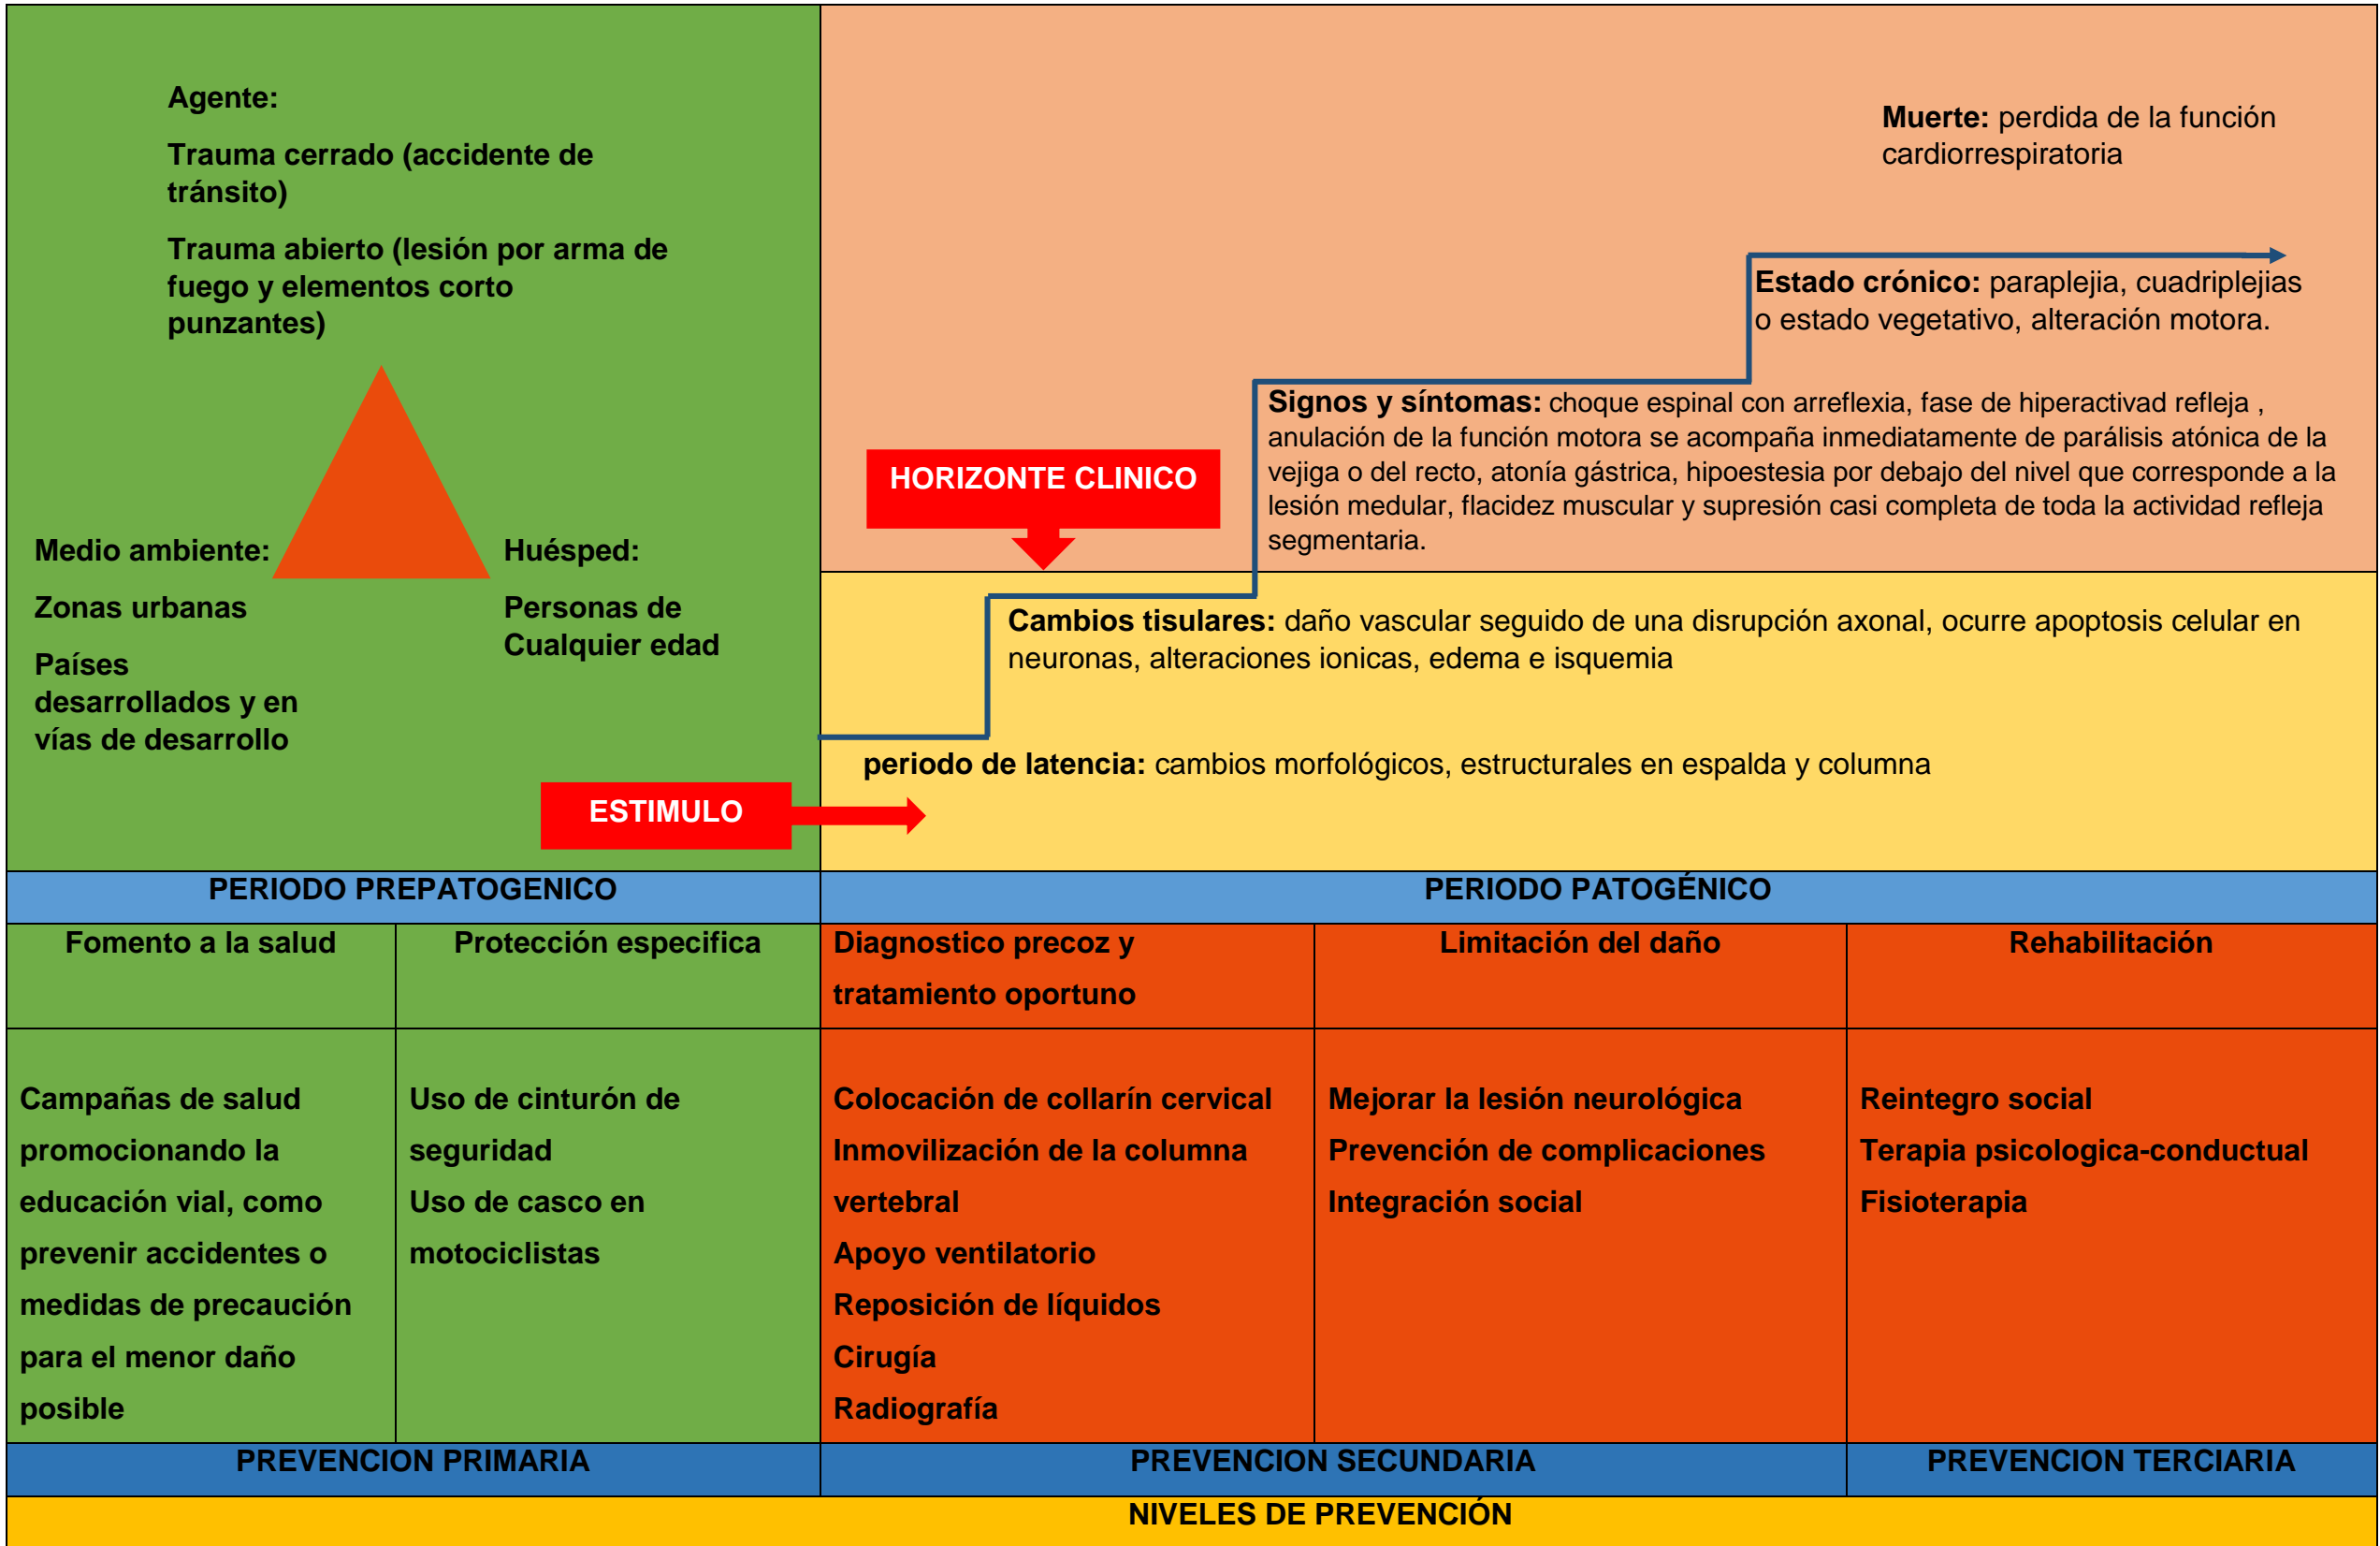 Agente:
Trauma cerrado (accidente de
tránsito)
Trauma abierto (lesión por arma de
fuego y elementos corto
punzantes)
Medio ambiente:
Zonas urbanas
Países
desarrollados y en
vías de desarrollo
Huésped:
Personas de
Cualquier edad
ESTIMULO
Muerte: perdida de la función
cardiorrespiratoria
Estado crónico: paraplejia, cuadriplejias
o estado vegetativo, alteración motora.
Signos y síntomas: choque espinal con arreflexia, fase de hiperactivad refleja ,
anulación de la función motora se acompaña inmediatamente de parálisis atónica de la
vejiga o del recto, atonía gástrica, hipoestesia por debajo del nivel que corresponde a la
lesión medular, flacidez muscular y supresión casi completa de toda la actividad refleja
segmentaria.
HORIZONTE CLINICO
Cambios tisulares: daño vascular seguido de una disrupción axonal, ocurre apoptosis celular en
neuronas, alteraciones ionicas, edema e isquemia
periodo de latencia: cambios morfológicos, estructurales en espalda y columna
PERIODO PREPATOGENICO
PERIODO PATOGÉNICO
Fomento a la salud
Protección especifica
Diagnostico precoz y
tratamiento oportuno
Limitación del daño
Rehabilitación
Campañas de salud
promocionando la
educación vial, como
prevenir accidentes o
medidas de precaución
para el menor daño
posible
Uso de cinturón de
seguridad
Uso de casco en
motociclistas
Colocación de collarín cervical
Inmovilización de la columna
vertebral
Apoyo ventilatorio
Reposición de líquidos
Cirugía
Radiografía
Mejorar la lesión neurológica
Prevención de complicaciones
Integración social
Reintegro social
Terapia psicologica-conductual
Fisioterapia
PREVENCION PRIMARIA
PREVENCION SECUNDARIA
PREVENCION TERCIARIA
NIVELES DE PREVENCIÓN